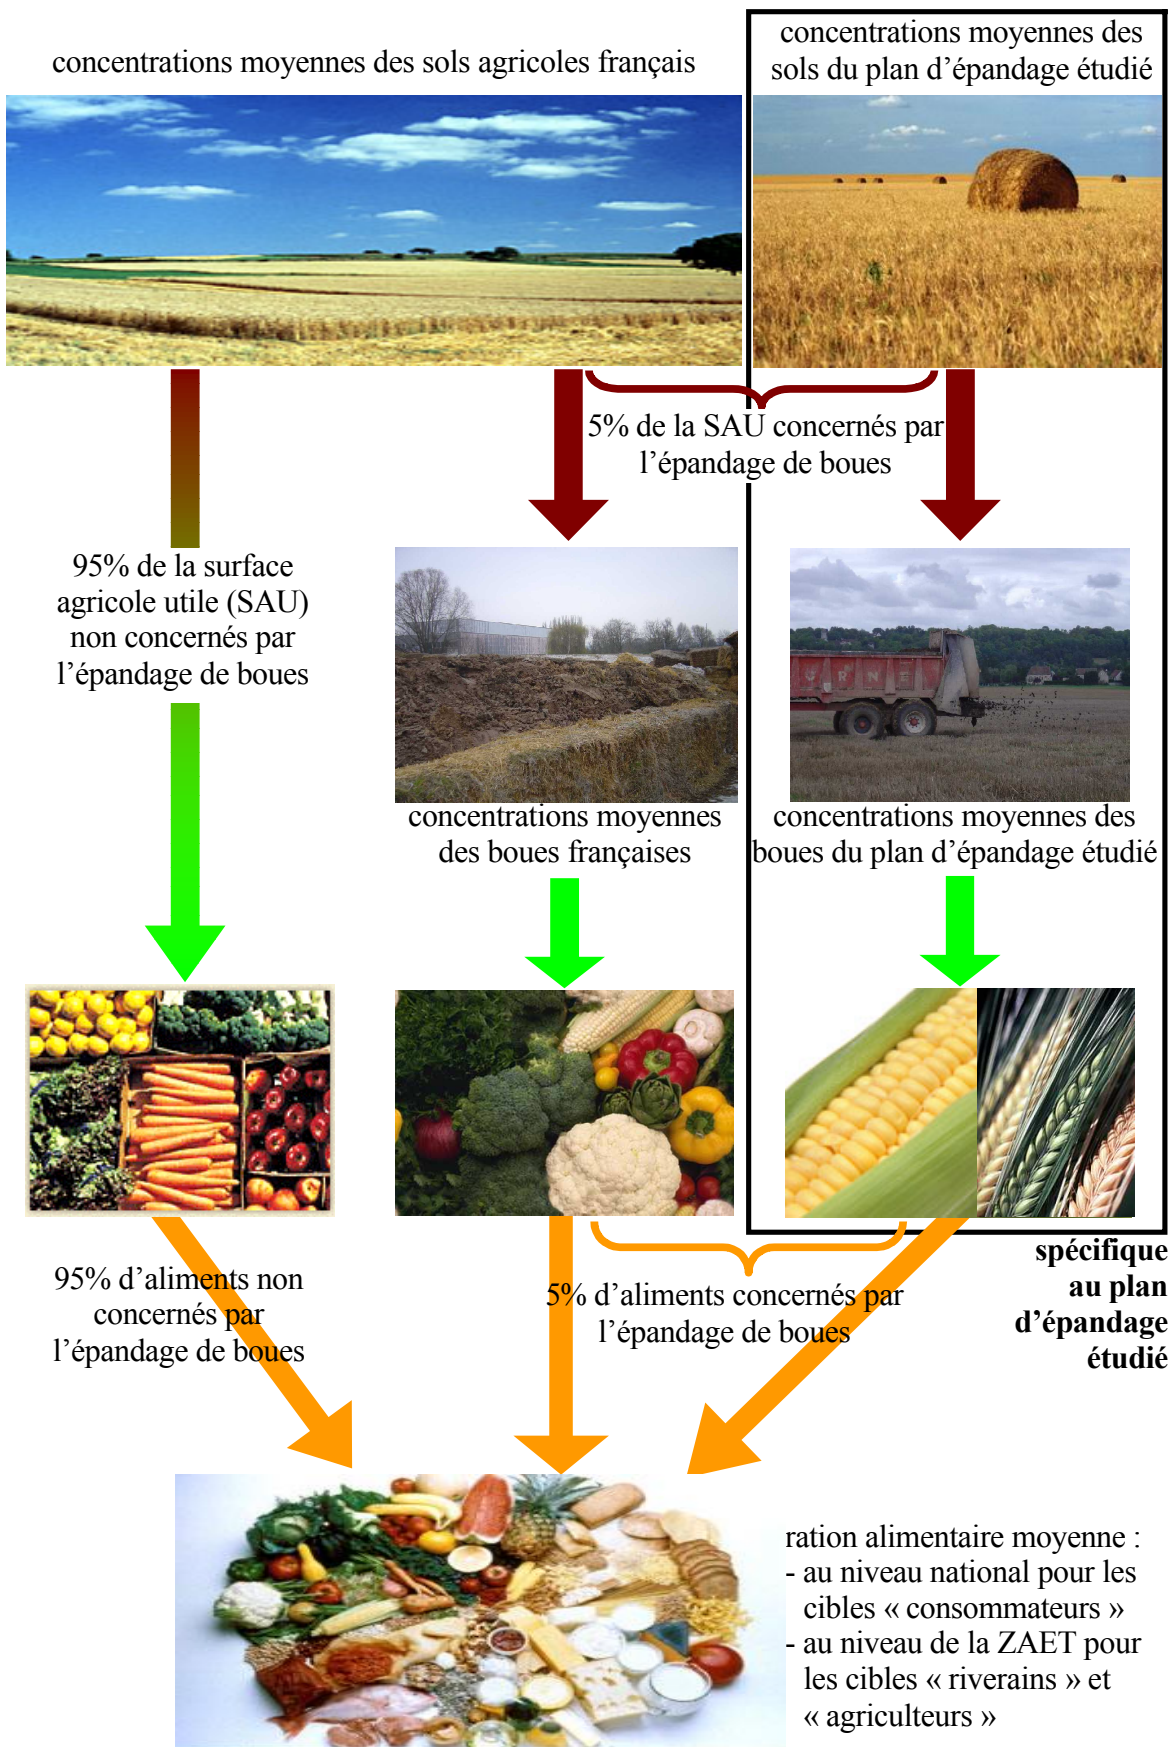 concentrations moyennes des sols agricoles français
concentrations moyennes des
sols du plan d’épandage étudié
5% de la SAU concernés par
l’épandage de boues
95% de la surface
agricole utile (SAU)
non concernés par
l’épandage de boues
concentrations moyennes
des boues françaises
concentrations moyennes des
boues du plan d’épandage étudié
95% d’aliments non
concernés par
l’épandage de boues
5% d’aliments concernés par
l’épandage de boues
spécifique
au plan
d’épandage
étudié
ration alimentaire moyenne :
- au niveau national pour les
cibles « consommateurs »
- au niveau de la ZAET pour
les cibles « riverains » et
« agriculteurs »